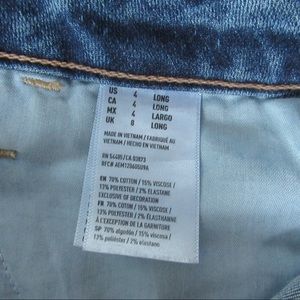 US 4 LONG
CA 4 LONG
MX 4 LARGO
UK 8 LONG
MADE IN VIETNAM / FABRIQUÉ AU
VIETNAM / HECHO EN VIETNAM
RN 54485/CA 03873
RFC# AEM120605U9A
EN 70% COTTON / 15% VISCOSE /
13% POLYESTER / 2% ELASTANE
EXCLUSIVE OF DECORATION
FR 70% COTON / 15% VISCOSE /
13% POLYESTER / 2% ÉLASTHANNE
À L'EXCEPTION DE LA GARNITURE
SP 70% algodón / 15% viscosa /
13% poliéster / 2% elastano